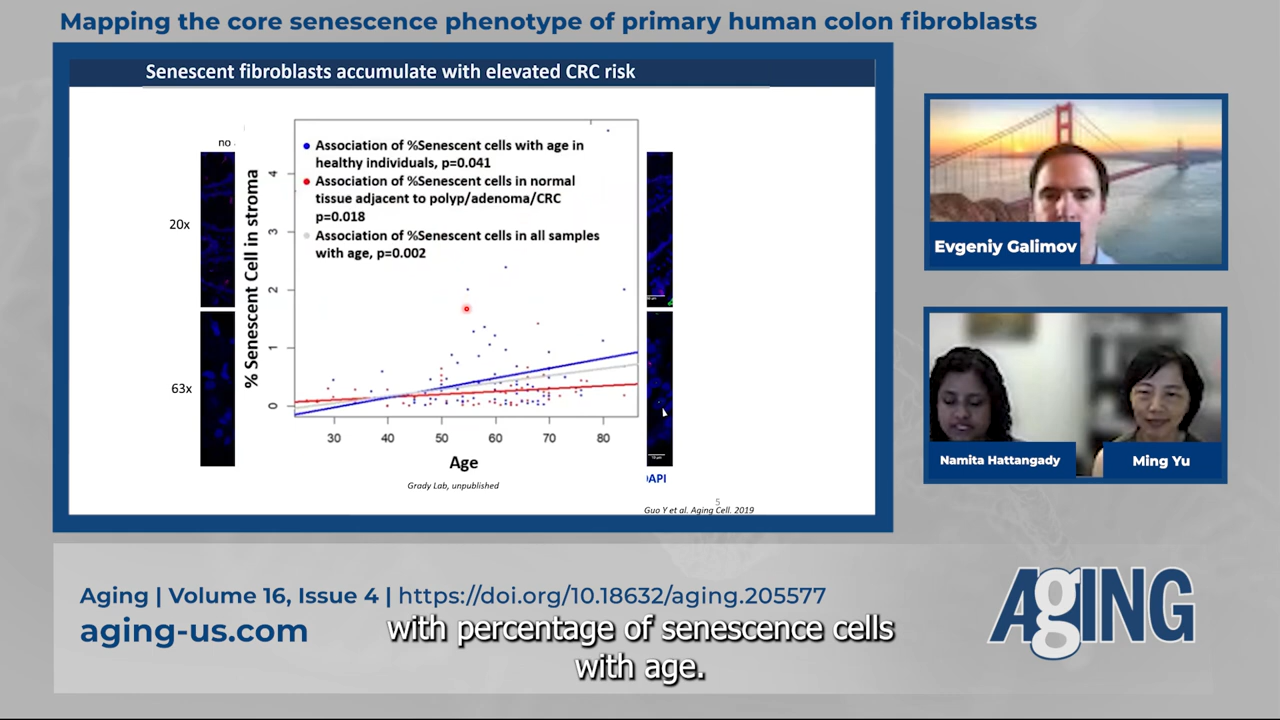 Mapping the core senescence phenotype of primary human colon fibroblasts
Senescent fibroblasts accumulate with elevated CRC risk
no
20x
63x
% Senescent Cell in stroma
Association of %Senescent cells with age in
healthy individuals, p=0.041
Association of %Senescent cells in normal
tissue adjacent to polyp/adenoma/CRC
p=0.018
Association of %Senescent cells in all samples
with age, p=0.002
4
3
2
1
0
30 40 50 60 70 80
Age
Grady Lab, unpublished
DAPI
5
Guo Y et al. Aging Cell. 2019
Evgeniy Galimov
Namita Hattangady
Ming Yu
Aging | Volume 16, Issue 4 | https://doi.org/10.18632/aging.205577
aging-us.com
with percentage of senescence cells
with age.
AgING